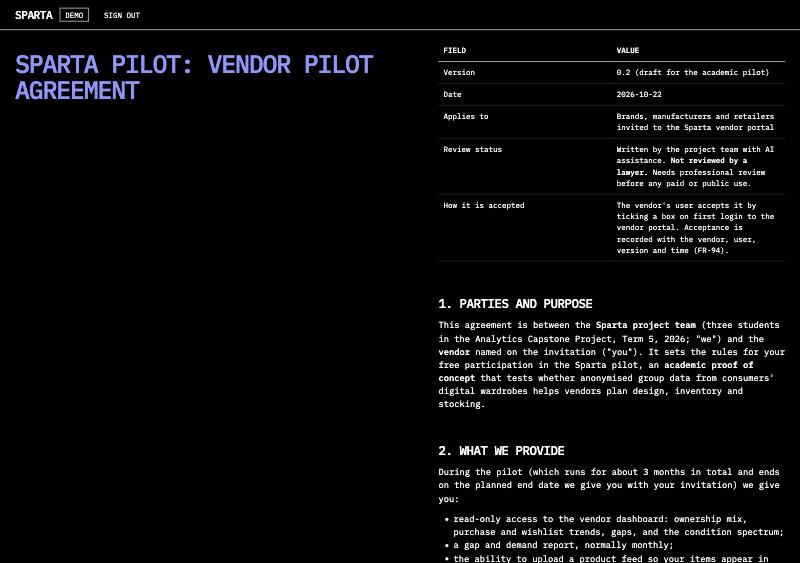 SPARTA DEMO SIGN OUT
SPARTA PILOT: VENDOR PILOT
AGREEMENT
FIELD VALUE
Version 0.2 (draft for the academic pilot)
Date 2026-10-22
Applies to Brands, manufacturers and retailers
invited to the Sparta vendor portal
Review status Written by the project team with AI
assistance. Not reviewed by a
lawyer. Needs professional review
before any paid or public use.
How it is accepted The vendor's user accepts it by
ticking a box on first login to the
vendor portal. Acceptance is
recorded with the vendor, user,
version and time (FR-94).
1. PARTIES AND PURPOSE
This agreement is between the Sparta project team (three students
in the Analytics Capstone Project, Term 5, 2026; "we") and the
vendor named on the invitation ("you"). It sets the rules for your
free participation in the Sparta pilot, an academic proof of
concept that tests whether anonymised group data from consumers'
digital wardrobes helps vendors plan design, inventory and
stocking.
2. WHAT WE PROVIDE
During the pilot (which runs for about 3 months in total and ends
on the planned end date we give you with your invitation) we give
you:
• read-only access to the vendor dashboard: ownership mix,
purchase and wishlist trends, gaps, and the condition spectrum;
• a gap and demand report, normally monthly;
• the ability to upload a product feed so your items appear in